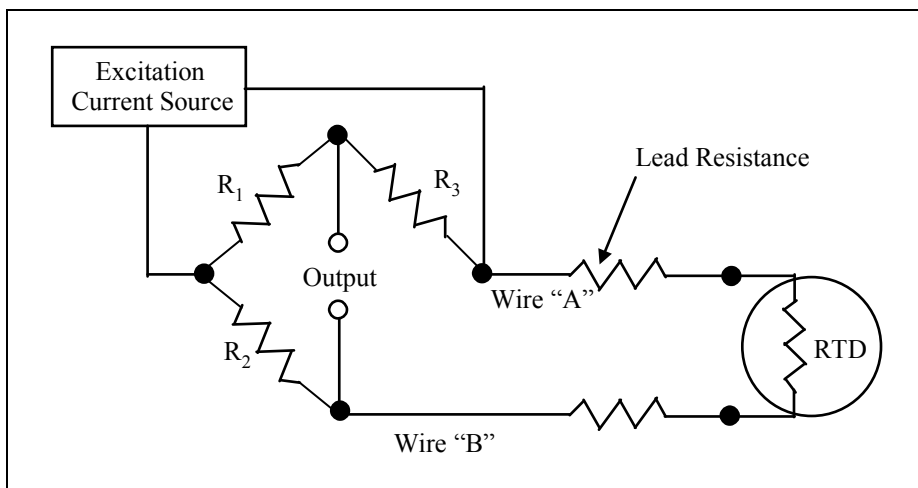 Excitation
Current Source
Lead Resistance
R1
R3
Output
Wire “A”
R2
RTD
Wire “B”